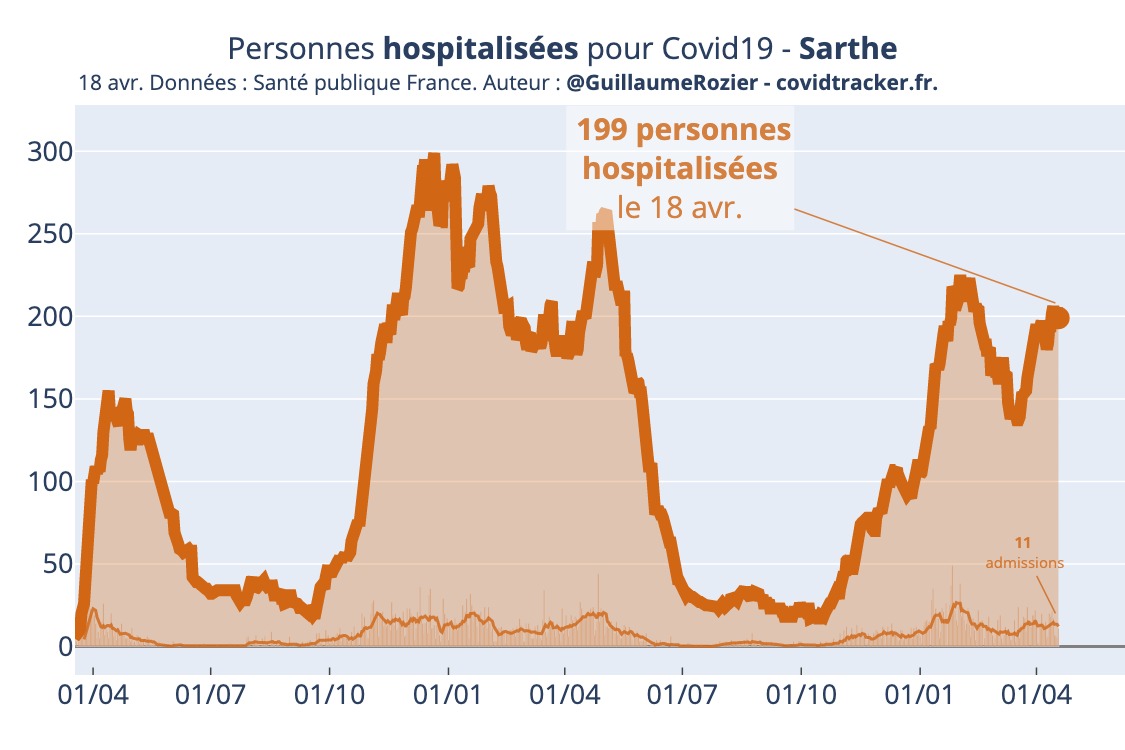 Personnes hospitalisées pour Covid19 - Sarthe
18 avr. Données : Santé publique France. Auteur : @GuillaumeRozier - covidtracker.fr.
199 personnes
hospitalisées
le 18 avr.
300
250
200
150
100
50
0
11
admissions
01/04
01/07
01/10
01/01
01/04
01/07
01/10
01/01
01/04